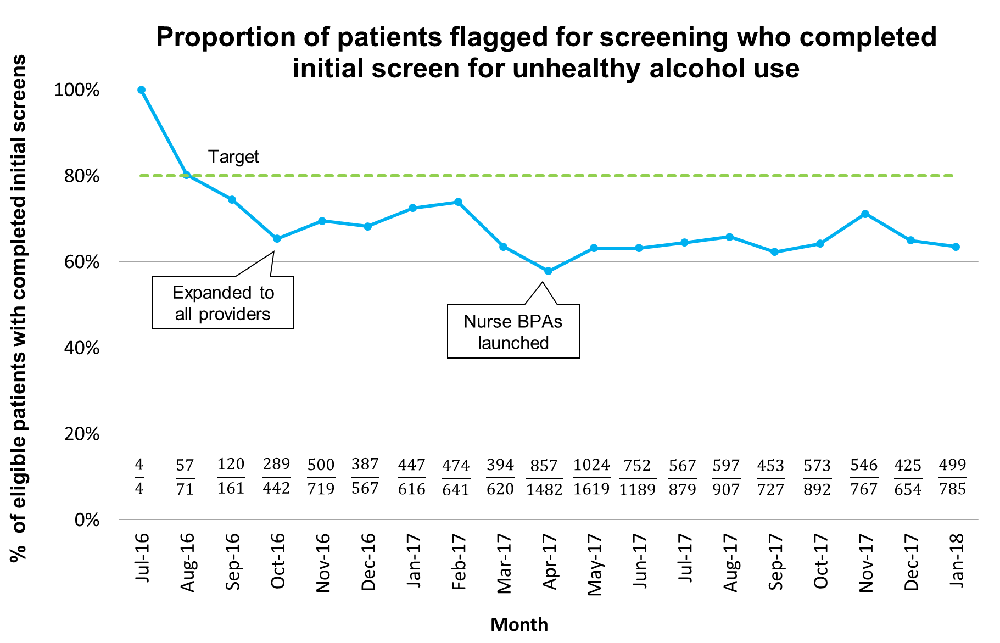 Proportion of patients flagged for screening who completed
initial screen for unhealthy alcohol use
% of eligible patients with completed initial screens
100%
80%
60%
40%
20%
0%
Target
Expanded to
all providers
Nurse BPAs
launched
4 57 120 289 500 387 447 474 394 857 1024 752 567 597 453 573 546 425 499
4 71 161 442 719 567 616 641 620 1482 1619 1189 879 907 727 892 767 654 785
Jul-16
Aug-16
Sep-16
Oct-16
Nov-16
Dec-16
Jan-17
Feb-17
Mar-17
Apr-17
May-17
Jun-17
Jul-17
Aug-17
Sep-17
Oct-17
Nov-17
Dec-17
Jan-18
Month